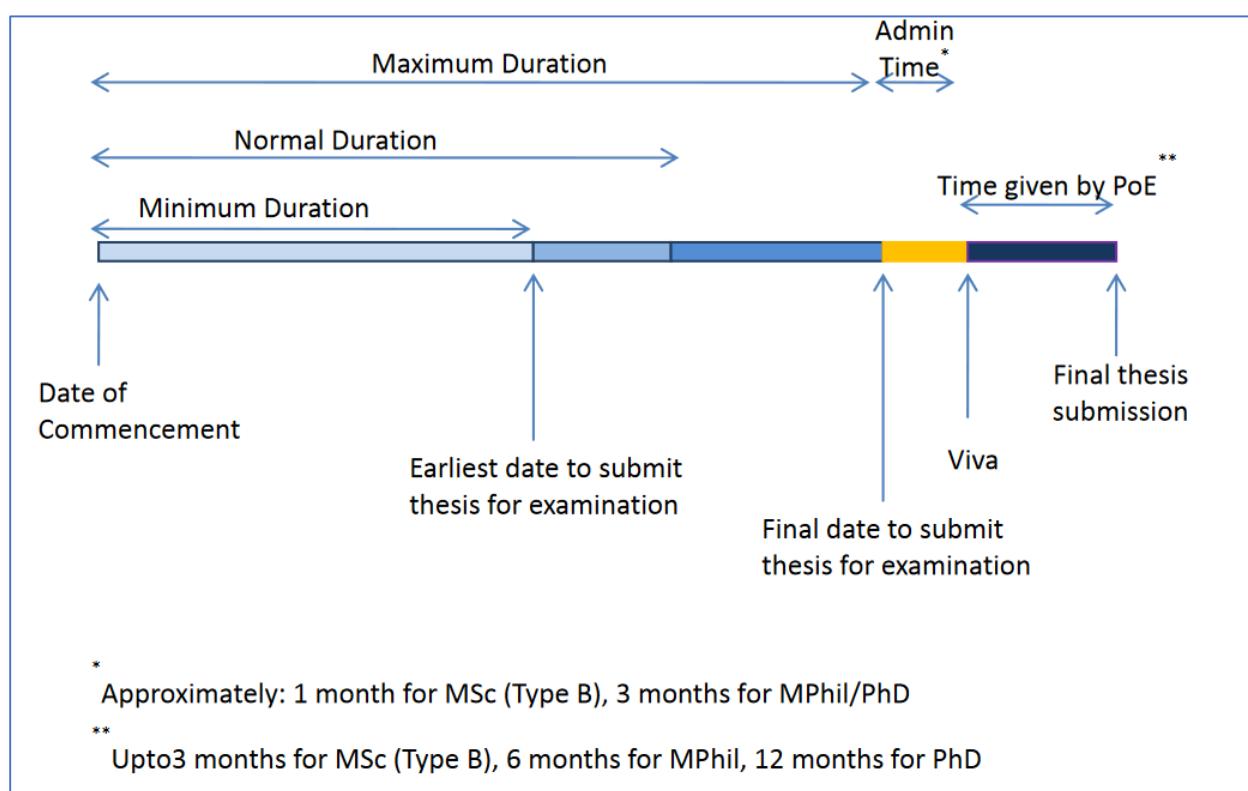 Admin
Time*
Maximum Duration
Normal Duration
Time given by PoE**
Minimum Duration
Date of
Commencement
Earliest date to submit
thesis for examination
Final date to submit
thesis for examination
Viva
Final thesis
submission
*Approximately: 1 month for MSc (Type B), 3 months for MPhil/PhD
**Upto3 months for MSc (Type B), 6 months for MPhil, 12 months for PhD